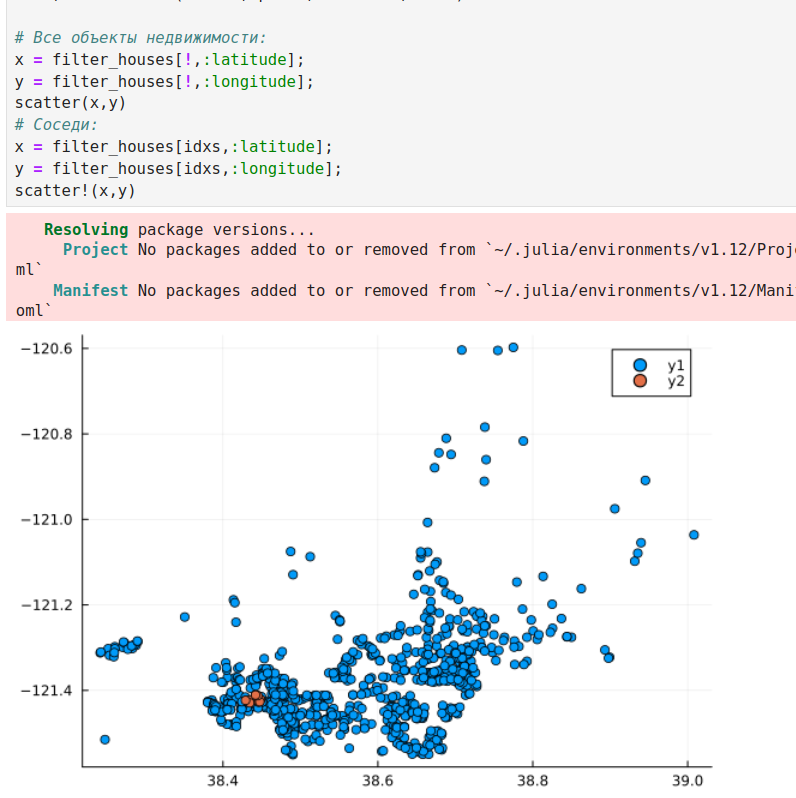 # Все объекты недвижимости:
x = filter_houses[!,:latitude];
y = filter_houses[!,:longitude];
scatter(x,y)
# Соседи:
x = filter_houses[idxs,:latitude];
y = filter_houses[idxs,:longitude];
scatter!(x,y)
Resolving package versions...
Project No packages added to or removed from `~/.julia/environments/v1.12/Proje
ml`
Manifest No packages added to or removed from `~/.julia/environments/v1.12/Mani
oml`
−120.6
y1
y2
−120.8
−121.0
−121.2
−121.4
38.4 38.6 38.8 39.0